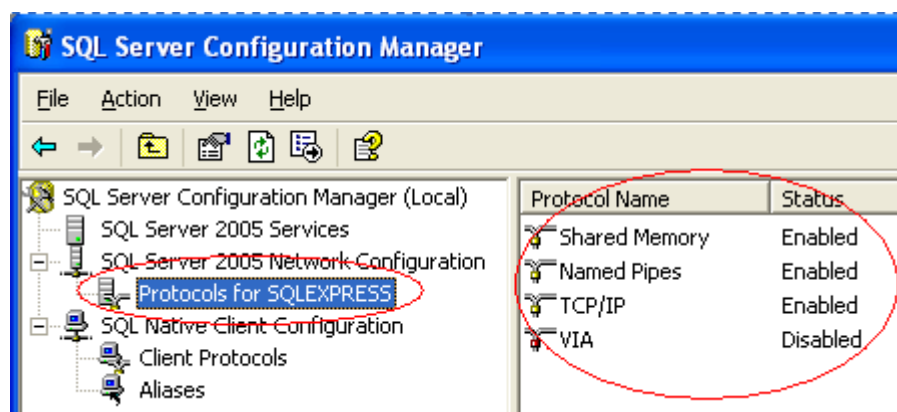 SQL Server Configuration Manager
File Action View Help
SQL Server Configuration Manager (Local)
SQL Server 2005 Services
SQL Server 2005 Network Configuration
Protocols for SQLEXPRESS
SQL Native Client Configuration
Client Protocols
Aliases
Protocol Name Status
Shared Memory Enabled
Named Pipes Enabled
TCP/IP Enabled
VIA Disabled